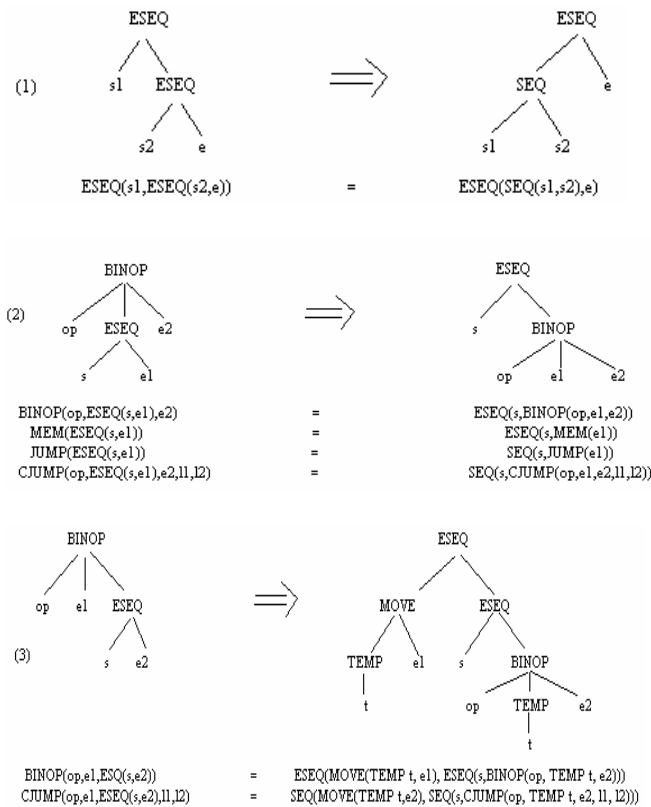 ESEQ ESEQ
(1) s1 ESEQ SEQ e
s2 e s1 s2
ESEQ(s1,ESEQ(s2,e)) = ESEQ(SEQ(s1,s2),e)
BINOP ESEQ
(2) op ESEQ e2 s BINOP
s e1 op e1 e2
BINOP(op,ESEQ(s,e1),e2) = ESEQ(s,BINOP(op,e1,e2))
MEM(ESEQ(s,e1)) = ESEQ(s,MEM(e1))
JUMP(ESEQ(s,e1)) = SEQ(s,JUMP(e1))
CJUMP(op,ESEQ(s,e1),e2,l1,l2) = SEQ(s,CJUMP(op,e1,e2,l1,l2))
BINOP ESEQ
op e1 ESEQ MOVE ESEQ
(3) s e2 TEMP e1 s BINOP
t op TEMP e2
t
BINOP(op,e1,ESQ(s,e2)) = ESEQ(MOVE(TEMP t, e1), ESEQ(s,BINOP(op, TEMP t, e2)))
CJUMP(op,e1,ESEQ(s,e2),l1,l2) = SEQ(MOVE(TEMP t,e2), SEQ(s,CJUMP(op, TEMP t, e2, l1, l2)))